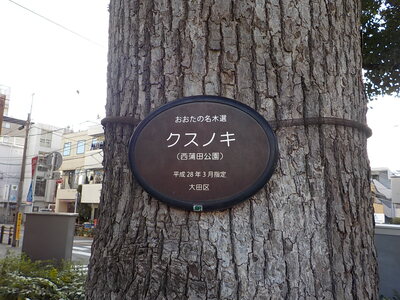 おおたの名木選
クスノキ
（西蒲田公園）
平成28年3月指定
大田区